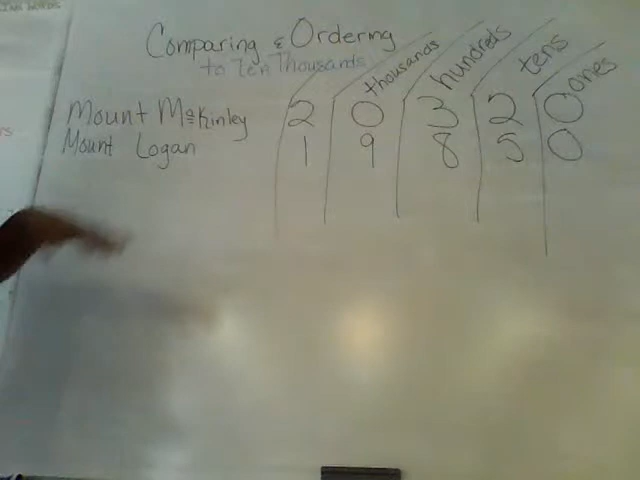 Comparing & Ordering
to Ten Thousands
thousands hundreds tens ones
Mount McKinley 2 0 3 2 0
Mount Logan 1 9 8 5 0